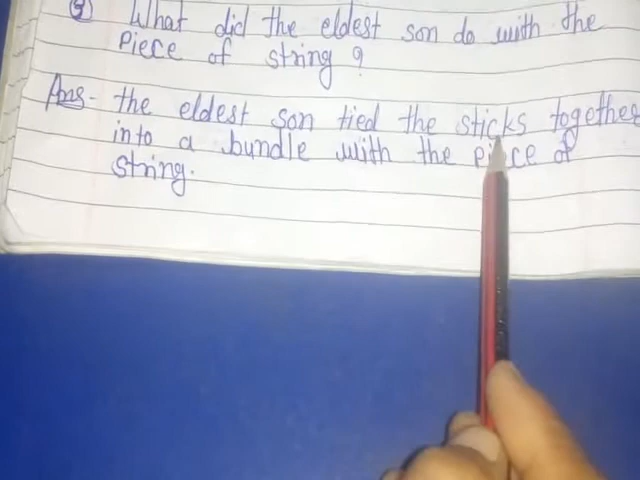 What did the eldest son do with the
Piece of string?
Ans- the eldest son tied the sticks together
into a bundle with the piece of
string.